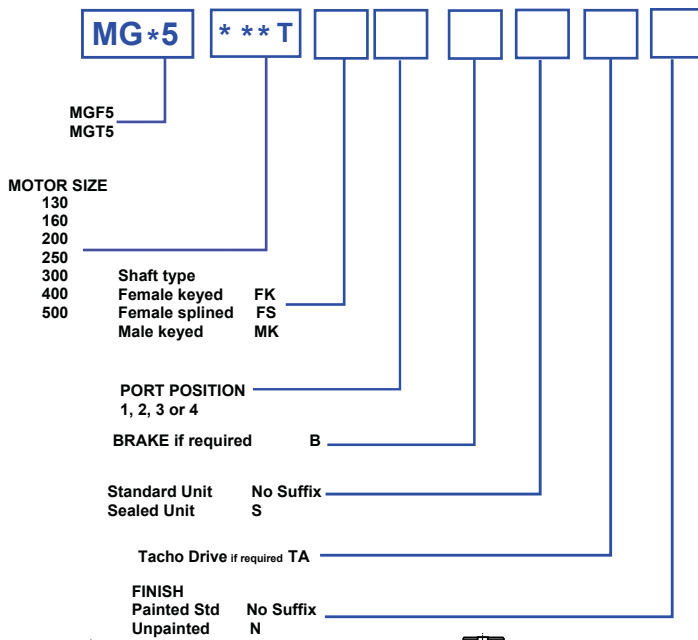 MG*5 ***T
MGF5
MGT5
MOTOR SIZE
130
160
200
250
300
400
500
Shaft type
Female keyed FK
Female splined FS
Male keyed MK
PORT POSITION
1, 2, 3 or 4
BRAKE if required B
Standard Unit No Suffix
Sealed Unit S
Tacho Drive if required TA
FINISH
Painted Std No Suffix
Unpainted N